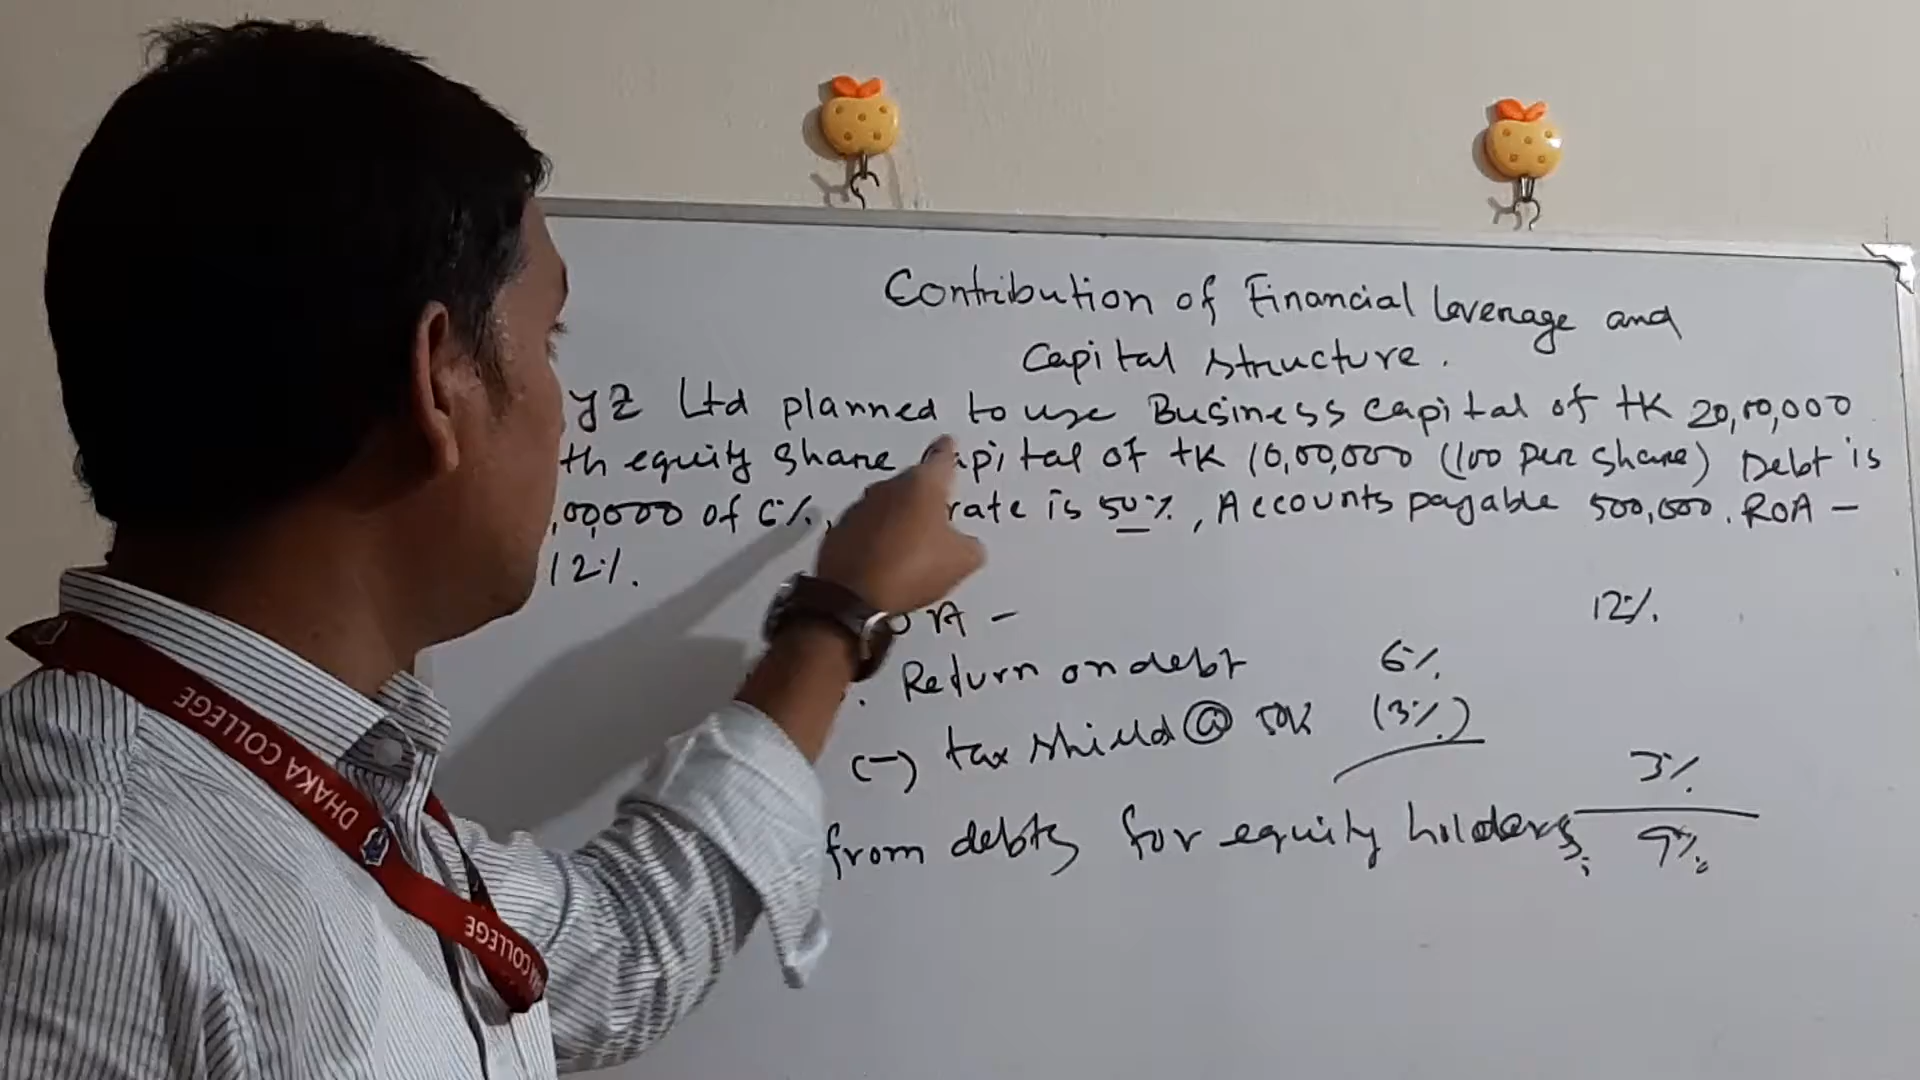 Contribution of Financial leverage and
Capital structure.
YZ Ltd planned to use Business Capital of tK 20,00,000
th equity share Capital of tK 10,00,000 (100 per share) Debt is
,00,000 of 6%, rate is 50%, Accounts payable 500,000. ROA -
12%.
OA - 12%.
Return on debt 6%
(-) tax shield @ 50% (3%)
3%
from debts for equity holders. 9%.
DHAKA COLLEGE
COLLEGE